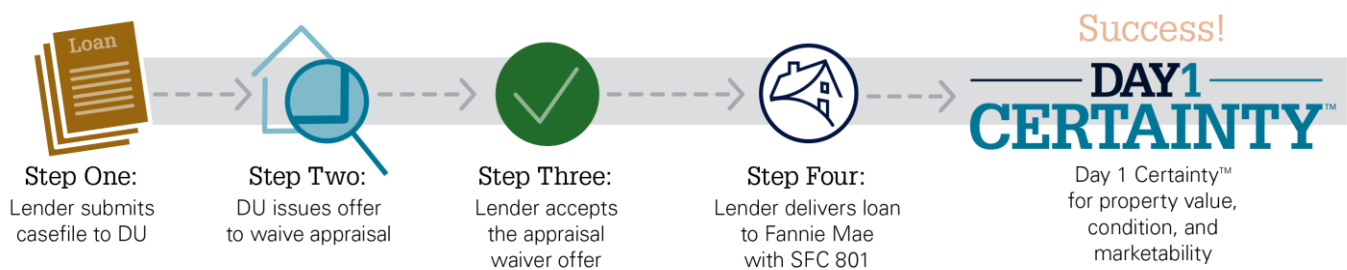 Loan
Step One:
Lender submits
casefile to DU
Step Two:
DU issues offer
to waive appraisal
Step Three:
Lender accepts
the appraisal
waiver offer
Step Four:
Lender delivers loan
to Fannie Mae
with SFC 801
Success!
DAY1
CERTAINTY™
Day 1 Certainty™
for property value,
condition, and
marketability